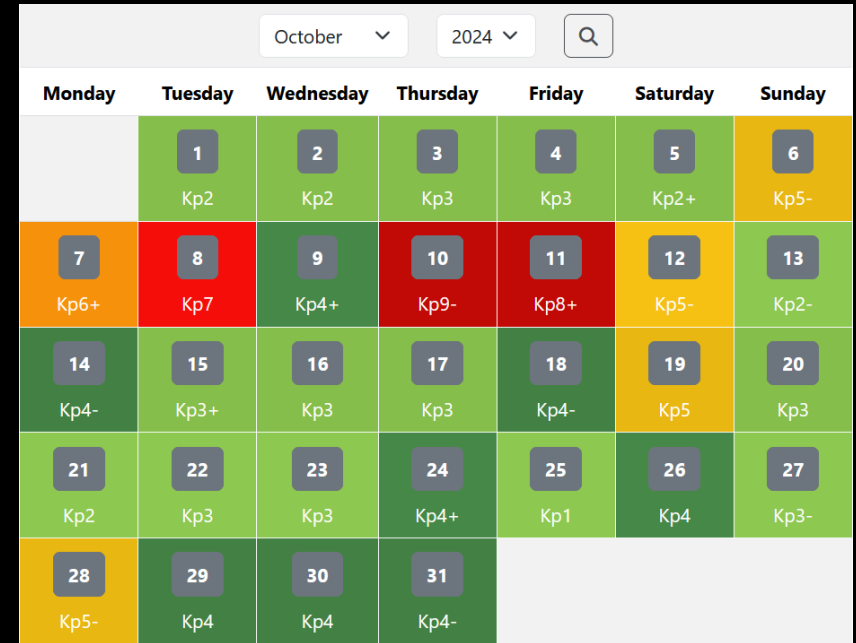 October 2024
Monday Tuesday Wednesday Thursday Friday Saturday Sunday
1 2 3 4 5 6
Kp2 Kp2 Kp3 Kp3 Kp2+ Kp5-
7 8 9 10 11 12 13
Kp6+ Kp7 Kp4+ Kp9- Kp8+ Kp5- Kp2-
14 15 16 17 18 19 20
Kp4- Kp3+ Kp3 Kp3 Kp4- Kp5 Kp3
21 22 23 24 25 26 27
Kp2 Kp3 Kp3 Kp4+ Kp1 Kp4 Kp3-
28 29 30 31
Kp5- Kp4 Kp4 Kp4-